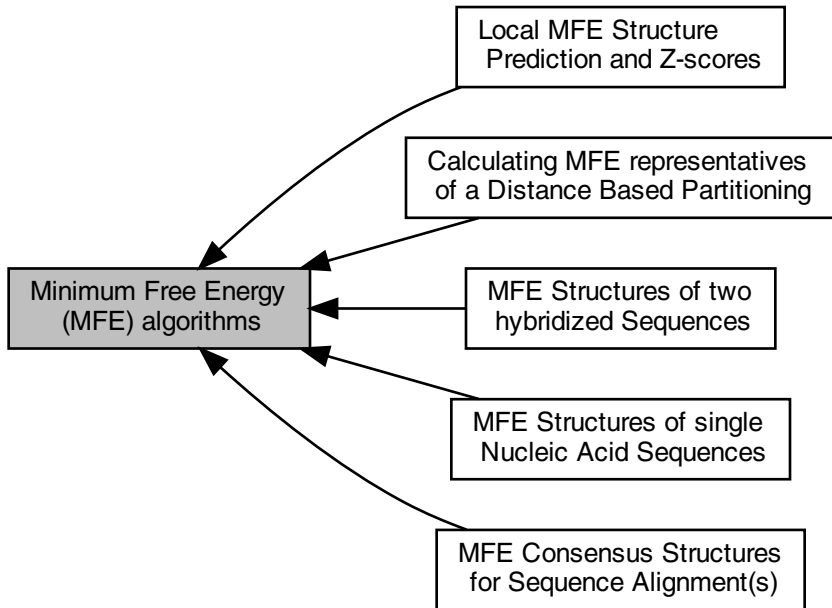 Local MFE Structure
Prediction and Z-scores
Calculating MFE representatives
of a Distance Based Partitioning
Minimum Free Energy
(MFE) algorithms
MFE Structures of two
hybridized Sequences
MFE Structures of single
Nucleic Acid Sequences
MFE Consensus Structures
for Sequence Alignment(s)